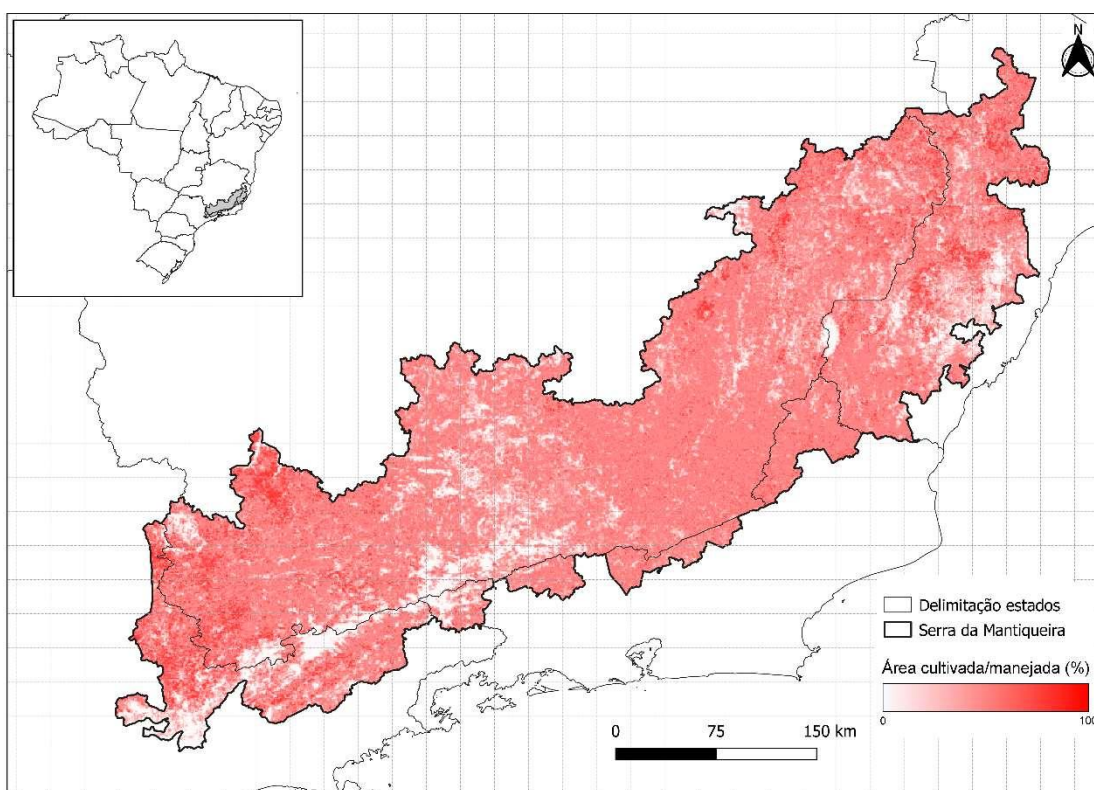 N
Delimitação estados
Serra da Mantiqueira
Área cultivada/manejada (%)
0 100
0 75 150 km